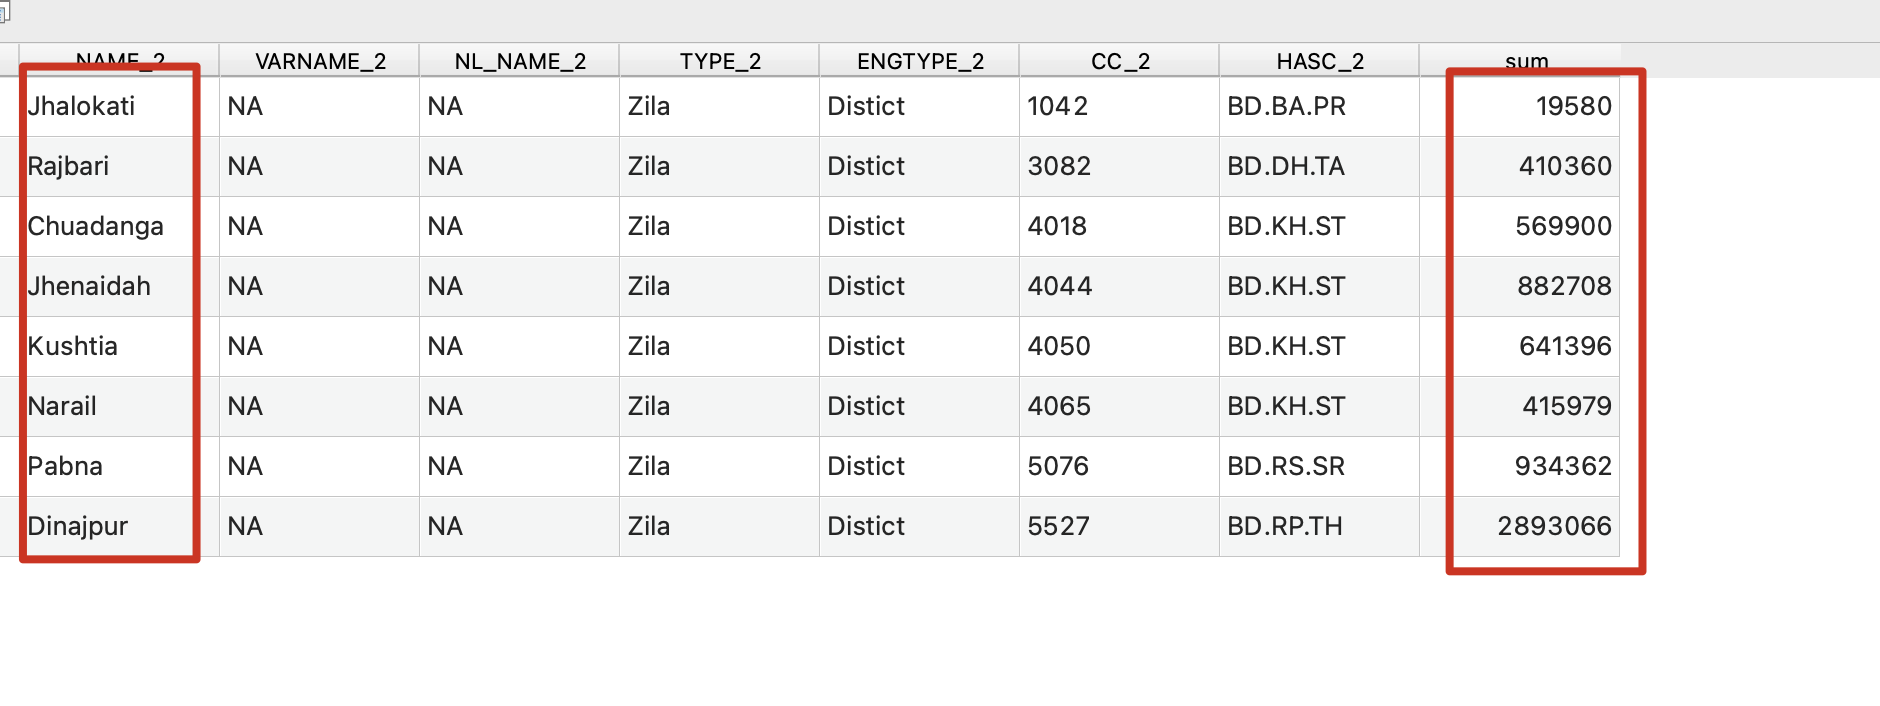 NAME_2 VARNAME_2 NL_NAME_2 TYPE_2 ENGTYPE_2 CC_2 HASC_2 sum
Jhalokati NA NA Zila Distict 1042 BD.BA.PR 19580
Rajbari NA NA Zila Distict 3082 BD.DH.TA 410360
Chuadanga NA NA Zila Distict 4018 BD.KH.ST 569900
Jhenaidah NA NA Zila Distict 4044 BD.KH.ST 882708
Kushtia NA NA Zila Distict 4050 BD.KH.ST 641396
Narail NA NA Zila Distict 4065 BD.KH.ST 415979
Pabna NA NA Zila Distict 5076 BD.RS.SR 934362
Dinajpur NA NA Zila Distict 5527 BD.RP.TH 2893066